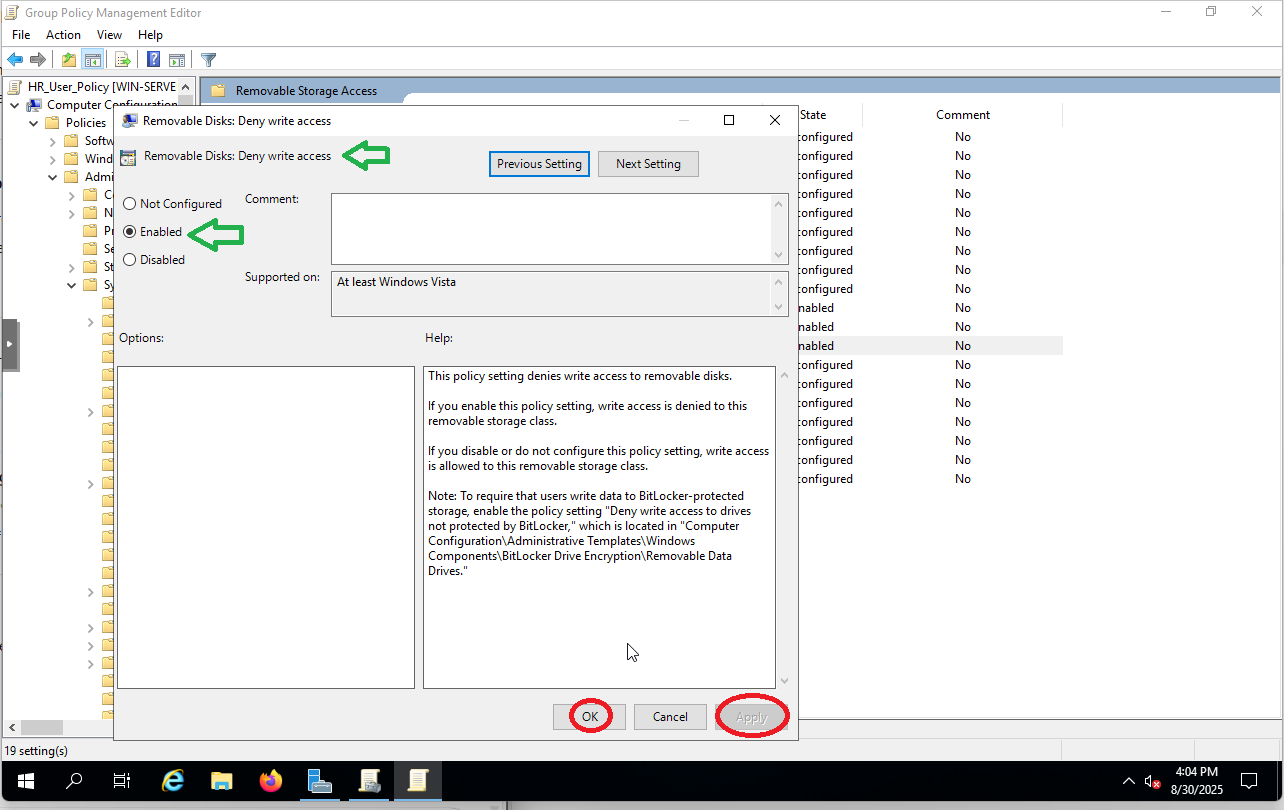 Group Policy Management Editor
File Action View Help
HR_User_Policy [WIN-SERVE
Computer Configuration
Policies
Softw
Wind
Admi
Removable Storage Access
State Comment
Removable Disks: Deny write access
Removable Disks: Deny write access
Previous Setting Next Setting
Not Configured
Enabled
Disabled
Comment:
Supported on:
At least Windows Vista
Options:
Help:
This policy setting denies write access to removable disks.
If you enable this policy setting, write access is denied to this
removable storage class.
If you disable or do not configure this policy setting, write access
is allowed to this removable storage class.
Note: To require that users write data to BitLocker-protected
storage, enable the policy setting "Deny write access to drives
not protected by BitLocker," which is located in "Computer
Configuration\Administrative Templates\Windows
Components\BitLocker Drive Encryption\Removable Data
Drives."
OK Cancel Apply
configured No
configured No
configured No
configured No
configured No
configured No
configured No
configured No
configured No
nabled No
nabled No
nabled No
configured No
configured No
configured No
configured No
configured No
configured No
configured No
19 setting(s)
4:04 PM
8/30/2025